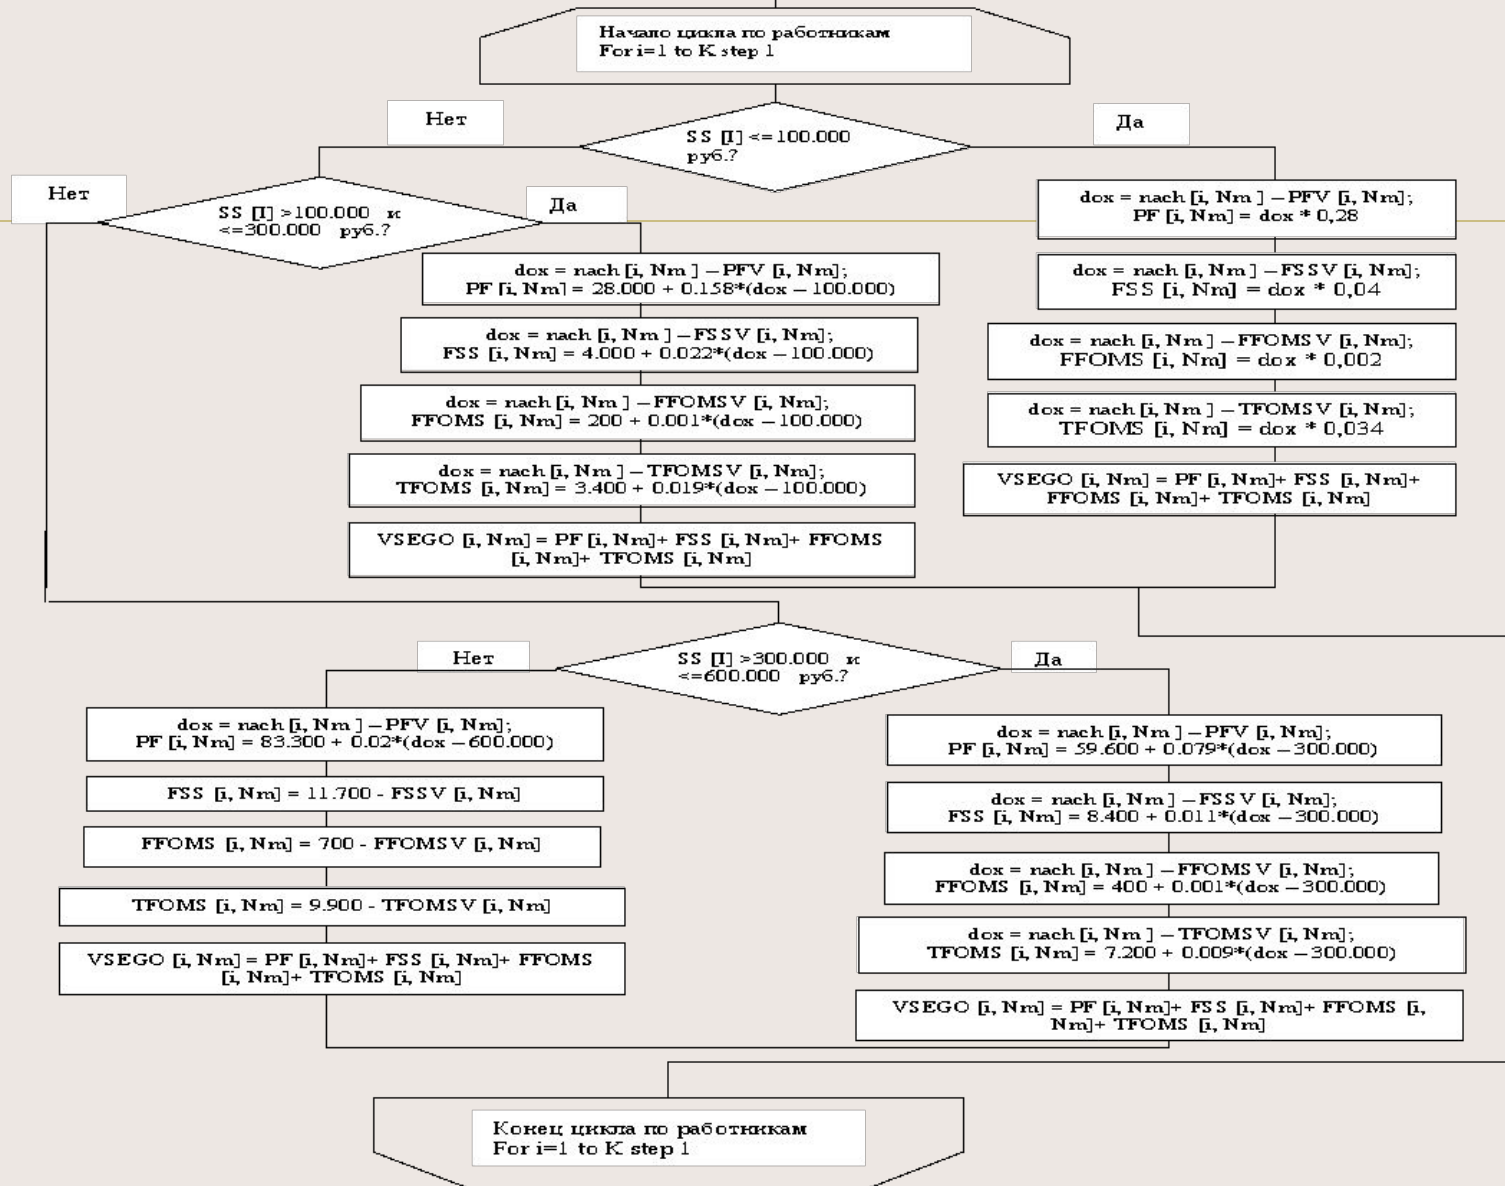 Начало цикла по работникам
For i=1 to K step 1
Нет
Да
SS [I] <=100.000
руб.?
Нет
SS [I] >100.000 и
<=300.000 руб.?
Да
dox = nach [i, Nm ] – PFV [i, Nm];
PF [i, Nm] = dox * 0,28
dox = nach [i, Nm ] – FSSV [i, Nm];
FSS [i, Nm] = dox * 0,04
dox = nach [i, Nm ] – FFOMSV [i, Nm];
FFOMS [i, Nm] = dox * 0,002
dox = nach [i, Nm ] – TFOMSV [i, Nm];
TFOMS [i, Nm] = dox * 0,034
VSEGO [i, Nm] = PF [i, Nm]+ FSS [i, Nm]+
FFOMS [i, Nm]+ TFOMS [i, Nm]
dox = nach [i, Nm ] – PFV [i, Nm];
PF [i, Nm] = 28.000 + 0.158*(dox – 100.000)
dox = nach [i, Nm ] – FSSV [i, Nm];
FSS [i, Nm] = 4.000 + 0.022*(dox – 100.000)
dox = nach [i, Nm ] – FFOMSV [i, Nm];
FFOMS [i, Nm] = 200 + 0.001*(dox – 100.000)
dox = nach [i, Nm ] – TFOMSV [i, Nm];
TFOMS [i, Nm] = 3.400 + 0.019*(dox – 100.000)
VSEGO [i, Nm] = PF [i, Nm]+ FSS [i, Nm]+ FFOMS
[i, Nm]+ TFOMS [i, Nm]
Нет
SS [I] >300.000 и
<=600.000 руб.?
Да
dox = nach [i, Nm ] – PFV [i, Nm];
PF [i, Nm] = 83.300 + 0.02*(dox – 600.000)
FSS [i, Nm] = 11.700 - FSSV [i, Nm]
FFOMS [i, Nm] = 700 - FFOMSV [i, Nm]
TFOMS [i, Nm] = 9.900 - TFOMSV [i, Nm]
VSEGO [i, Nm] = PF [i, Nm]+ FSS [i, Nm]+ FFOMS
[i, Nm]+ TFOMS [i, Nm]
dox = nach [i, Nm ] – PFV [i, Nm];
PF [i, Nm] = 59.600 + 0.079*(dox – 300.000)
dox = nach [i, Nm ] – FSSV [i, Nm];
FSS [i, Nm] = 8.400 + 0.011*(dox – 300.000)
dox = nach [i, Nm ] – FFOMSV [i, Nm];
FFOMS [i, Nm] = 400 + 0.001*(dox – 300.000)
dox = nach [i, Nm ] – TFOMSV [i, Nm];
TFOMS [i, Nm] = 7.200 + 0.009*(dox – 300.000)
VSEGO [i, Nm] = PF [i, Nm]+ FSS [i, Nm]+ FFOMS [i,
Nm]+ TFOMS [i, Nm]
Конец цикла по работникам
For i=1 to K step 1